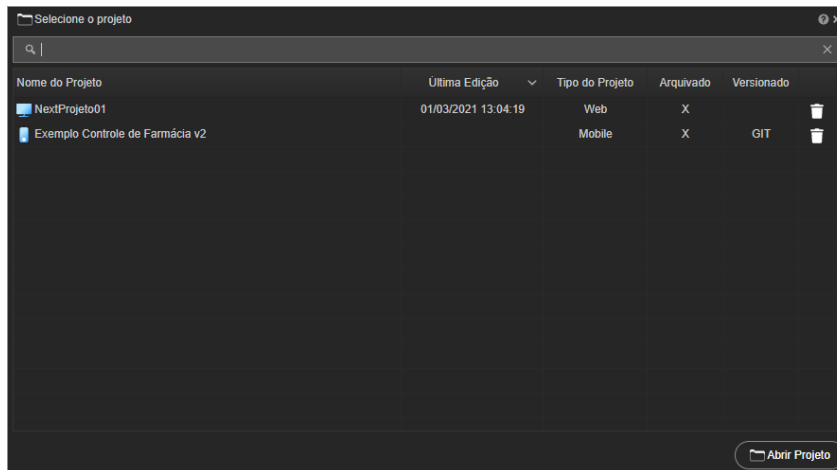 Selecione o projeto
Nome do Projeto Última Edição Tipo do Projeto Arquivado Versionado
NextProjeto01 01/03/2021 13:04:19 Web X
Exemplo Controle de Farmácia v2 Mobile X GIT
Abrir Projeto